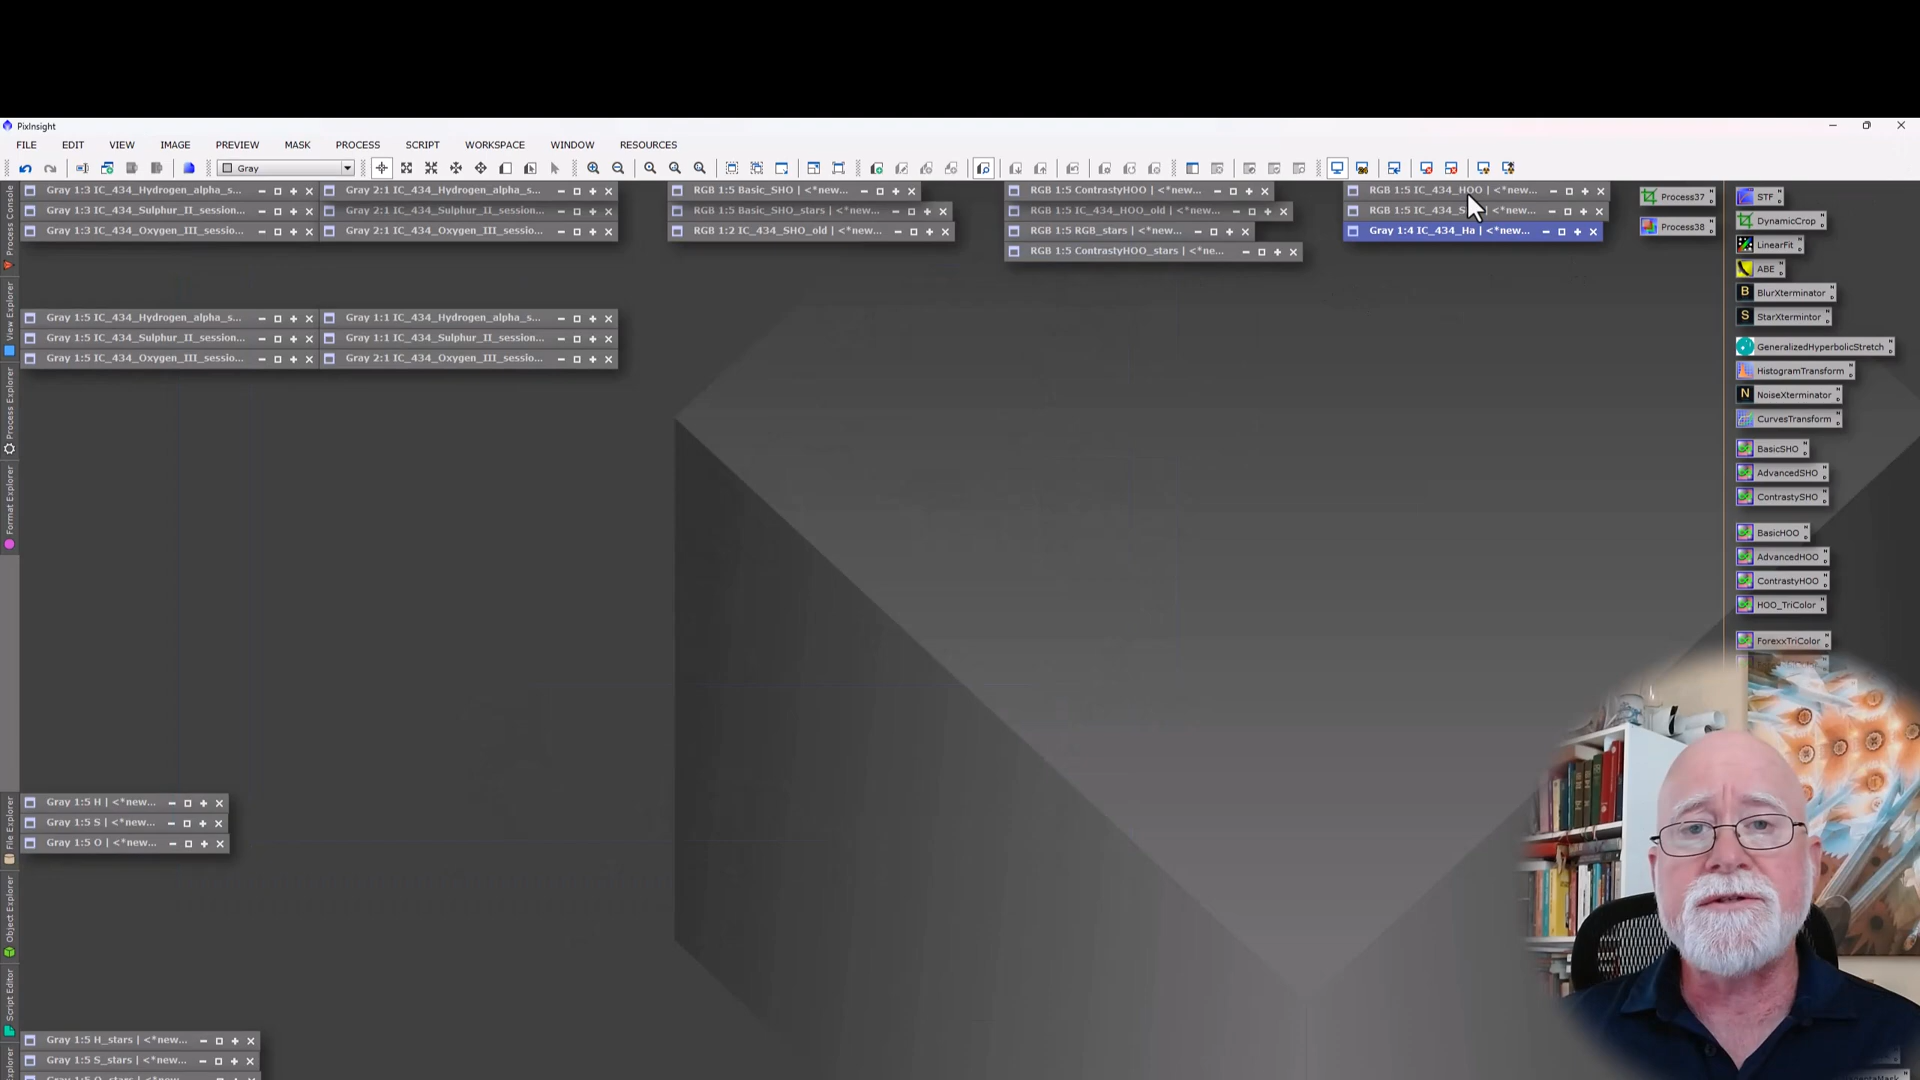 PixInsight
FILE EDIT VIEW IMAGE PREVIEW MASK PROCESS SCRIPT WORKSPACE WINDOW RESOURCES
Gray
Gray 1:3 IC_434_Hydrogen_alpha_s...
Gray 1:3 IC_434_Sulphur_II_session...
Gray 1:3 IC_434_Oxygen_III_sessio...
Gray 2:1 IC_434_Hydrogen_alpha_s...
Gray 2:1 IC_434_Sulphur_II_session...
Gray 2:1 IC_434_Oxygen_III_sessio...
RGB 1:5 Basic_SHO | <*new...
RGB 1:5 Basic_SHO_stars | <*new...
RGB 1:2 IC_434_SHO_old | <*new...
RGB 1:5 ContrastyHOO | <*new...
RGB 1:5 IC_434_HOO_old | <*new...
RGB 1:5 RGB_stars | <*new...
RGB 1:5 ContrastyHOO_stars | <*ne...
RGB 1:5 IC_434_HOO | <*new...
RGB 1:5 IC_434_S | <*new...
Gray 1:4 IC_434_Ha | <*new...
Process37
Process38
Gray 1:5 IC_434_Hydrogen_alpha_s...
Gray 1:5 IC_434_Sulphur_II_session...
Gray 1:5 IC_434_Oxygen_III_sessio...
Gray 1:1 IC_434_Hydrogen_alpha_s...
Gray 1:1 IC_434_Sulphur_II_session...
Gray 2:1 IC_434_Oxygen_III_sessio...
Gray 1:5 H | <*new...
Gray 1:5 S | <*new...
Gray 1:5 O | <*new...
Gray 1:5 H_stars | <*new...
Gray 1:5 S_stars | <*new...
STF
DynamicCrop
LinearFit
ABE
B BlurXterminator
S StarXtermintor
GeneralizedHyperbolicStretch
HistogramTransform
N NoiseXterminator
CurvesTransform
BasicSHO
AdvancedSHO
ContrastySHO
BasicHOO
AdvancedHOO
ContrastyHOO
HOO_TriColor
ForexxTriColor
Process Console
View Explorer
Process Explorer
Format Explorer
File Explorer
Object Explorer
Script Editor